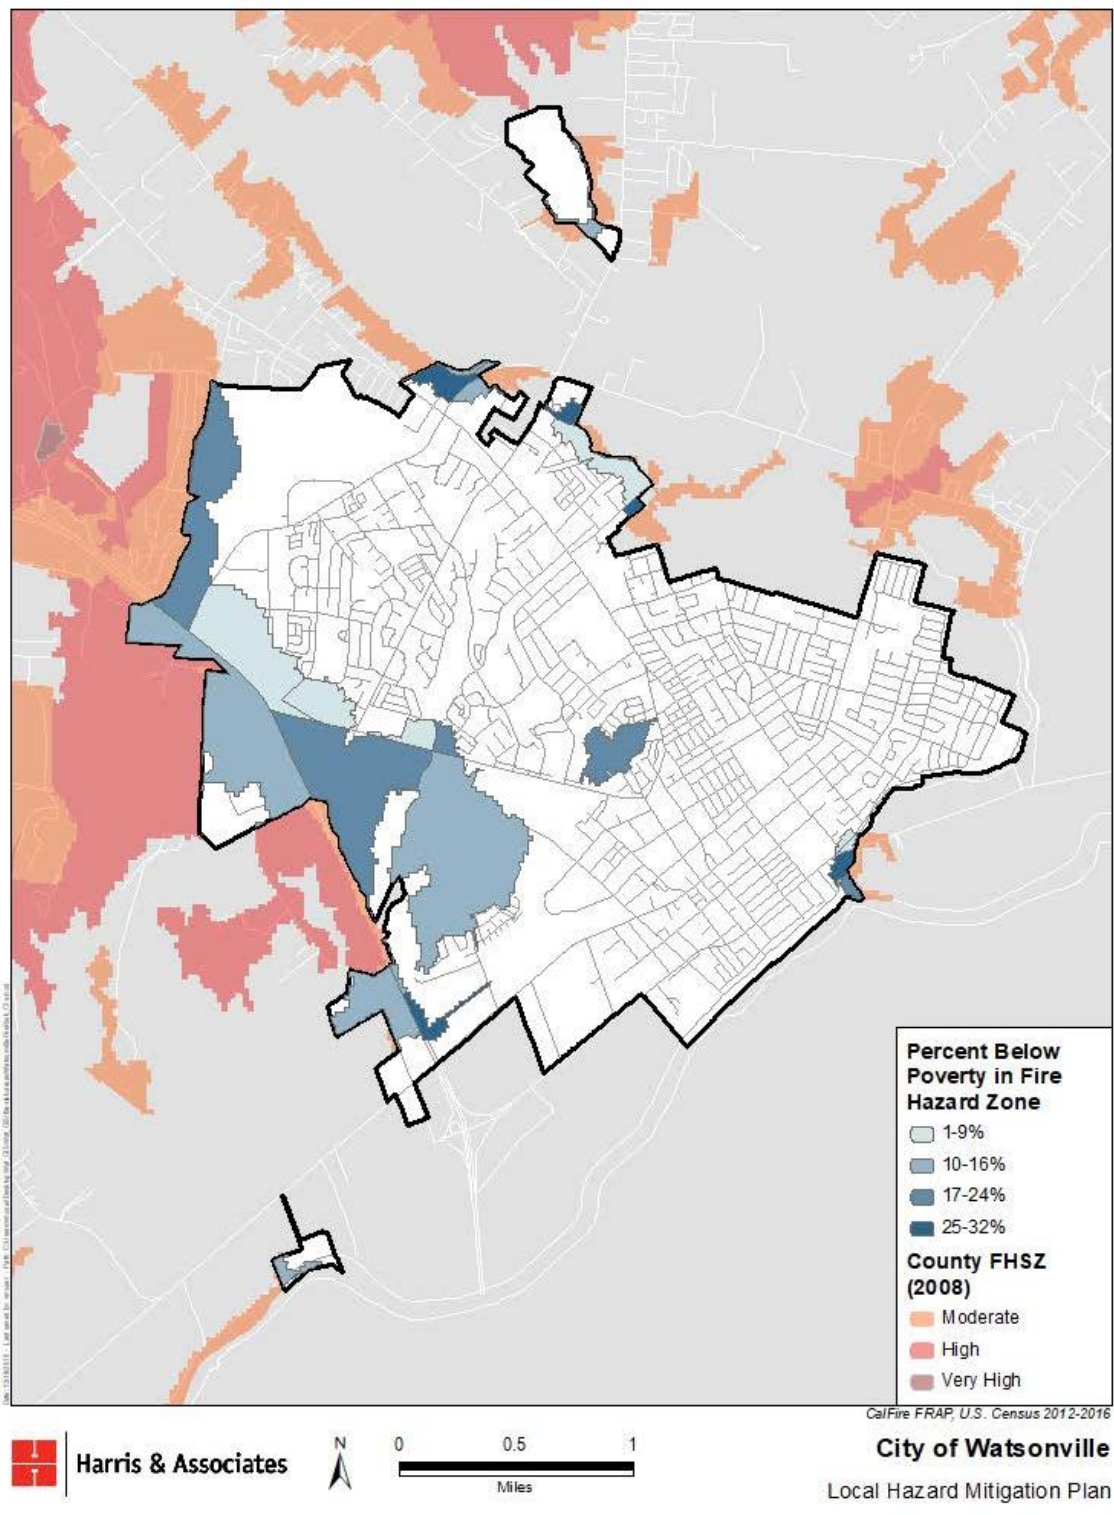 Percent Below
Poverty in Fire
Hazard Zone
1-9%
10-16%
17-24%
25-32%
County FHSZ
(2008)
Moderate
High
Very High
CalFire FRAP, U.S. Census 2012-2016
Harris & Associates
N
0 0.5 1
Miles
City of Watsonville
Local Hazard Mitigation Plan